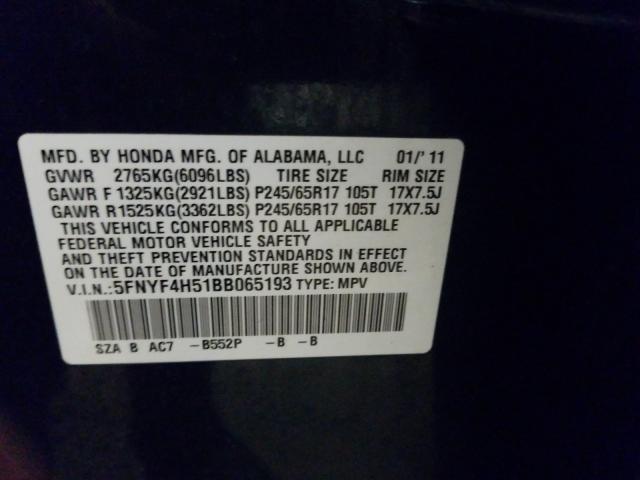 MFD. BY HONDA MFG. OF ALABAMA, LLC 01/'11
GVWR 2765KG(6096LBS) TIRE SIZE RIM SIZE
GAWR F 1325KG(2921LBS) P245/65R17 105T 17X7.5J
GAWR R1525KG(3362LBS) P245/65R17 105T 17X7.5J
THIS VEHICLE CONFORMS TO ALL APPLICABLE
FEDERAL MOTOR VEHICLE SAFETY
AND THEFT PREVENTION STANDARDS IN EFFECT
ON THE DATE OF MANUFACTURE SHOWN ABOVE.
V.I.N.:5FNYF4H51BB065193 TYPE: MPV
SZA B AC7 -B552P -B -B